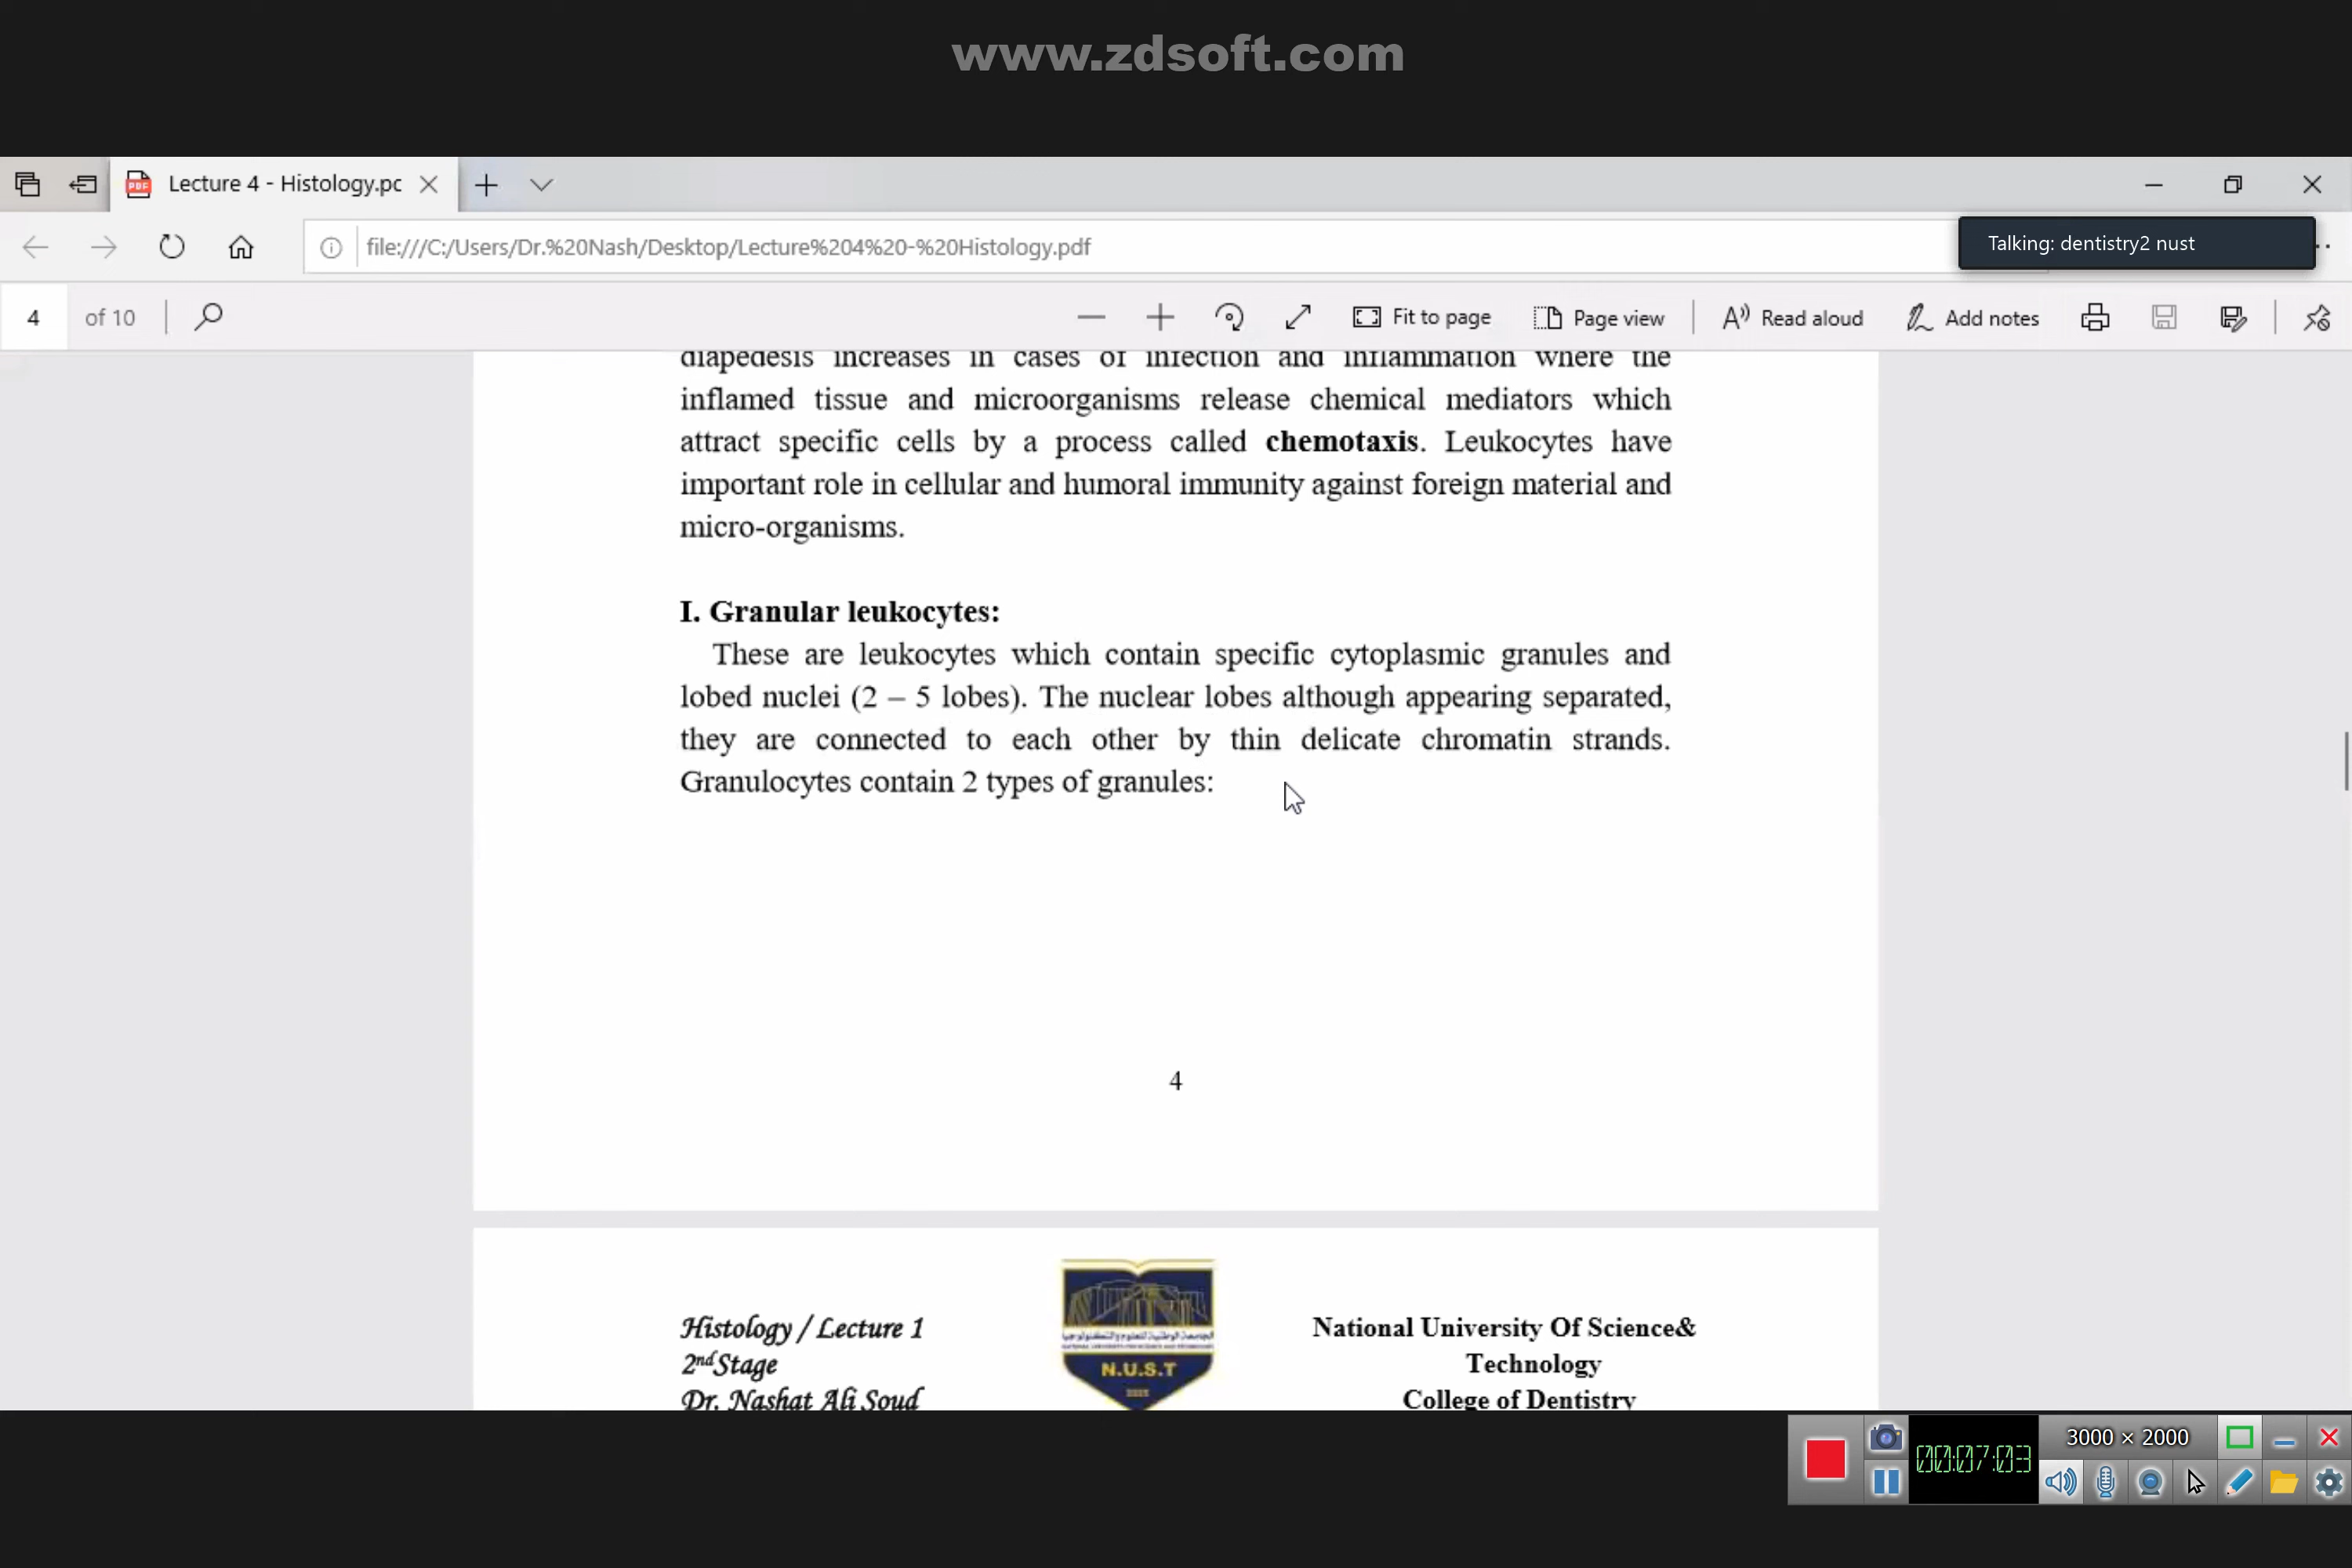 www.zdsoft.com
Lecture 4 - Histology.pc
file:///C:/Users/Dr.%20Nash/Desktop/Lecture%204%20-%20Histology.pdf
Talking: dentistry2 nust
4 of 10
Fit to page
Page view
Read aloud
Add notes
diapedesis increases in cases of infection and inflammation where the
inflamed tissue and microorganisms release chemical mediators which
attract specific cells by a process called chemotaxis. Leukocytes have
important role in cellular and humoral immunity against foreign material and
micro-organisms.
I. Granular leukocytes:
These are leukocytes which contain specific cytoplasmic granules and
lobed nuclei (2 – 5 lobes). The nuclear lobes although appearing separated,
they are connected to each other by thin delicate chromatin strands.
Granulocytes contain 2 types of granules:
4
Histology / Lecture 1
2nd Stage
Dr. Nashat Ali Soud
N.U.S.T
National University Of Science&
Technology
College of Dentistry
3000 × 2000
00:07:03